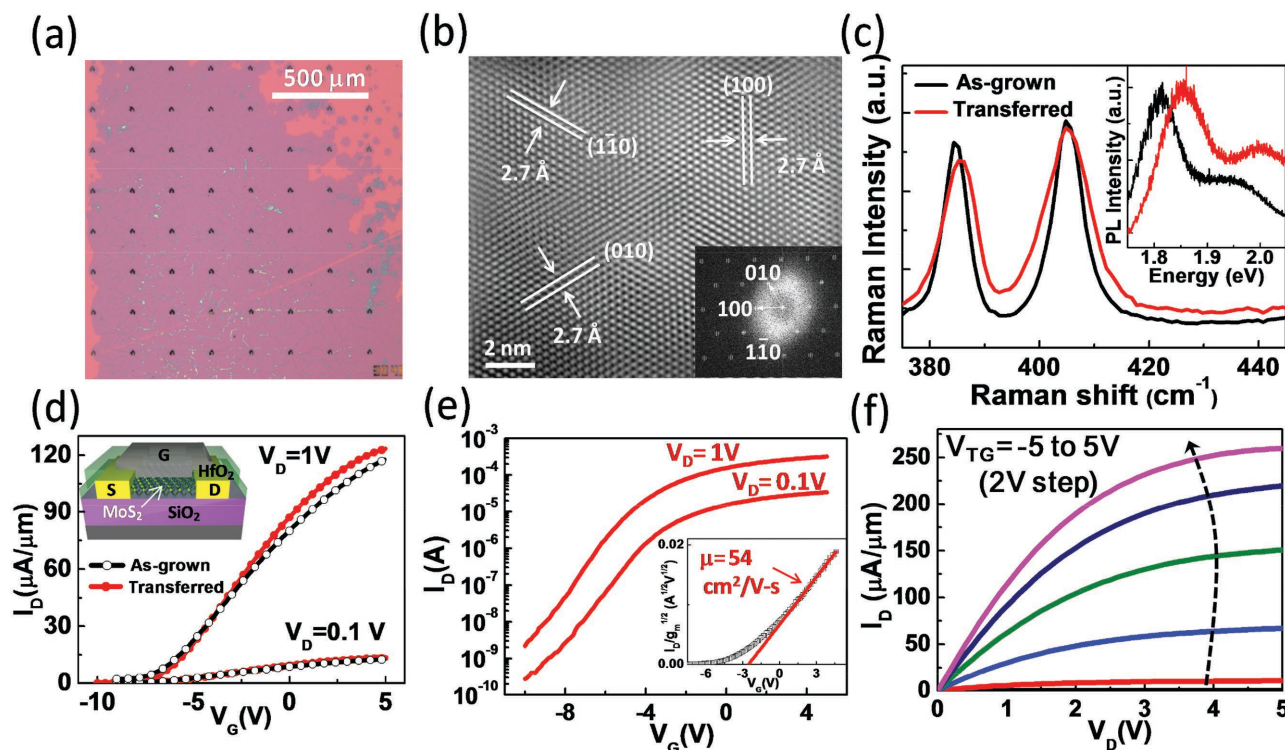 (a)
500 μm
(b)
(100)
(11̅0)
2.7 Å
2.7 Å
(010)
2.7 Å
2 nm
010
100
11̅0
(c)
Raman Intensity (a.u.)
As-grown
Transferred
380 400 420 440
Raman shift (cm⁻¹)
PL Intensity (a.u.)
1.8 1.9 2.0
Energy (eV)
(d)
I_D(μA/μm)
120
90
60
30
0
G
HfO₂
S
D
MoS₂
SiO₂
V_D=1V
As-grown
Transferred
V_D=0.1 V
-10 -5 0 5
V_G(V)
(e)
I_D(A)
10⁻³
10⁻⁴
10⁻⁵
10⁻⁶
10⁻⁷
10⁻⁸
10⁻⁹
10⁻¹⁰
V_D= 1V
V_D= 0.1V
I_D/g_m^1/2 (A^1/2V^1/2)
0.02
0.00
μ= 54
cm²/V-s
-6 -3 0 3
V_G(V)
-8 -4 0 4
V_G(V)
(f)
I_D (μA/μm)
250
200
150
100
50
0
V_TG= -5 to 5V
(2V step)
0 1 2 3 4 5
V_D(V)